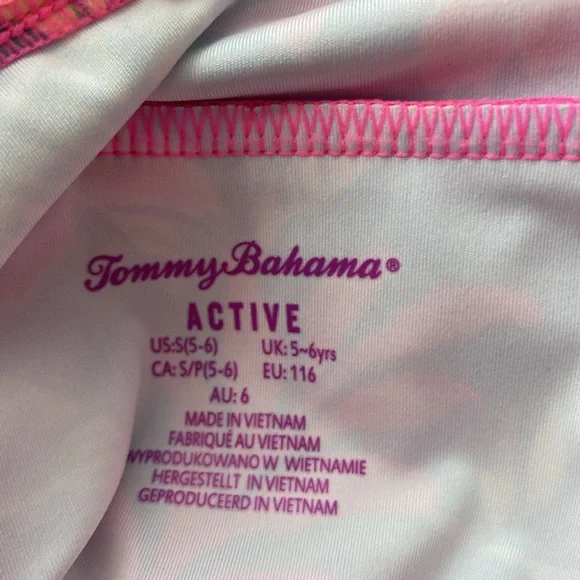 Tommy Bahama®
ACTIVE
US:S(5-6) UK: 5~6yrs
CA: S/P(5-6) EU: 116
AU: 6
MADE IN VIETNAM
FABRIQUÉ AU VIETNAM
WYPRODUKOWANO W WIETNAMIE
HERGESTELLT IN VIETNAM
GEPRODUCEERD IN VIETNAM